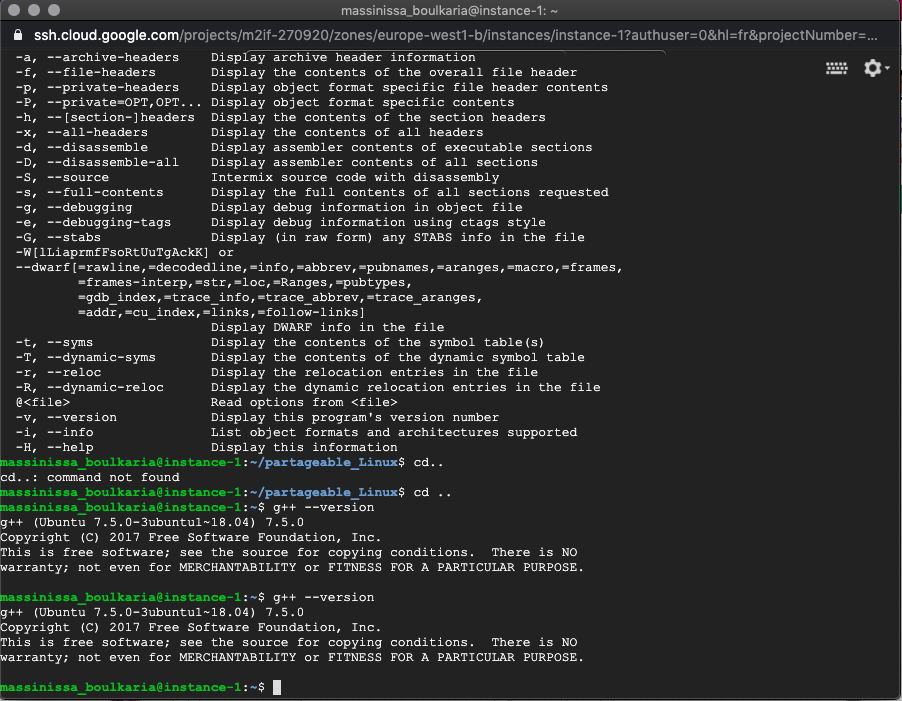 massinissa_boulkaria@instance-1: ~
ssh.cloud.google.com/projects/m2if-270920/zones/europe-west1-b/instances/instance-1?authuser=0&hl=fr&projectNumber=...
-a, --archive-headers    Display archive header information
-f, --file-headers       Display the contents of the overall file header
-p, --private-headers    Display object format specific file header contents
-P, --private=OPT,OPT... Display object format specific contents
-h, --[section-]headers  Display the contents of the section headers
-x, --all-headers        Display the contents of all headers
-d, --disassemble        Display assembler contents of executable sections
-D, --disassemble-all    Display assembler contents of all sections
-S, --source             Intermix source code with disassembly
-s, --full-contents      Display the full contents of all sections requested
-g, --debugging          Display debug information in object file
-e, --debugging-tags     Display debug information using ctags style
-G, --stabs              Display (in raw form) any STABS info in the file
-W[lLiaprmfFsoRtUuTgAckK] or
--dwarf[=rawline,=decodedline,=info,=abbrev,=pubnames,=aranges,=macro,=frames,
        =frames-interp,=str,=loc,=Ranges,=pubtypes,
        =gdb_index,=trace_info,=trace_abbrev,=trace_aranges,
        =addr,=cu_index,=links,=follow-links]
                         Display DWARF info in the file
-t, --syms               Display the contents of the symbol table(s)
-T, --dynamic-syms       Display the contents of the dynamic symbol table
-r, --reloc              Display the relocation entries in the file
-R, --dynamic-reloc      Display the dynamic relocation entries in the file
@<file>                  Read options from <file>
-v, --version            Display this program's version number
-i, --info               List object formats and architectures supported
-H, --help               Display this information
massinissa_boulkaria@instance-1:~/partageable_Linux$ cd..
cd..: command not found
massinissa_boulkaria@instance-1:~/partageable_Linux$ cd ..
massinissa_boulkaria@instance-1:~$ g++ --version
g++ (Ubuntu 7.5.0-3ubuntu1~18.04) 7.5.0
Copyright (C) 2017 Free Software Foundation, Inc.
This is free software; see the source for copying conditions.  There is NO
warranty; not even for MERCHANTABILITY or FITNESS FOR A PARTICULAR PURPOSE.
massinissa_boulkaria@instance-1:~$ g++ --version
g++ (Ubuntu 7.5.0-3ubuntu1~18.04) 7.5.0
Copyright (C) 2017 Free Software Foundation, Inc.
This is free software; see the source for copying conditions.  There is NO
warranty; not even for MERCHANTABILITY or FITNESS FOR A PARTICULAR PURPOSE.
massinissa_boulkaria@instance-1:~$